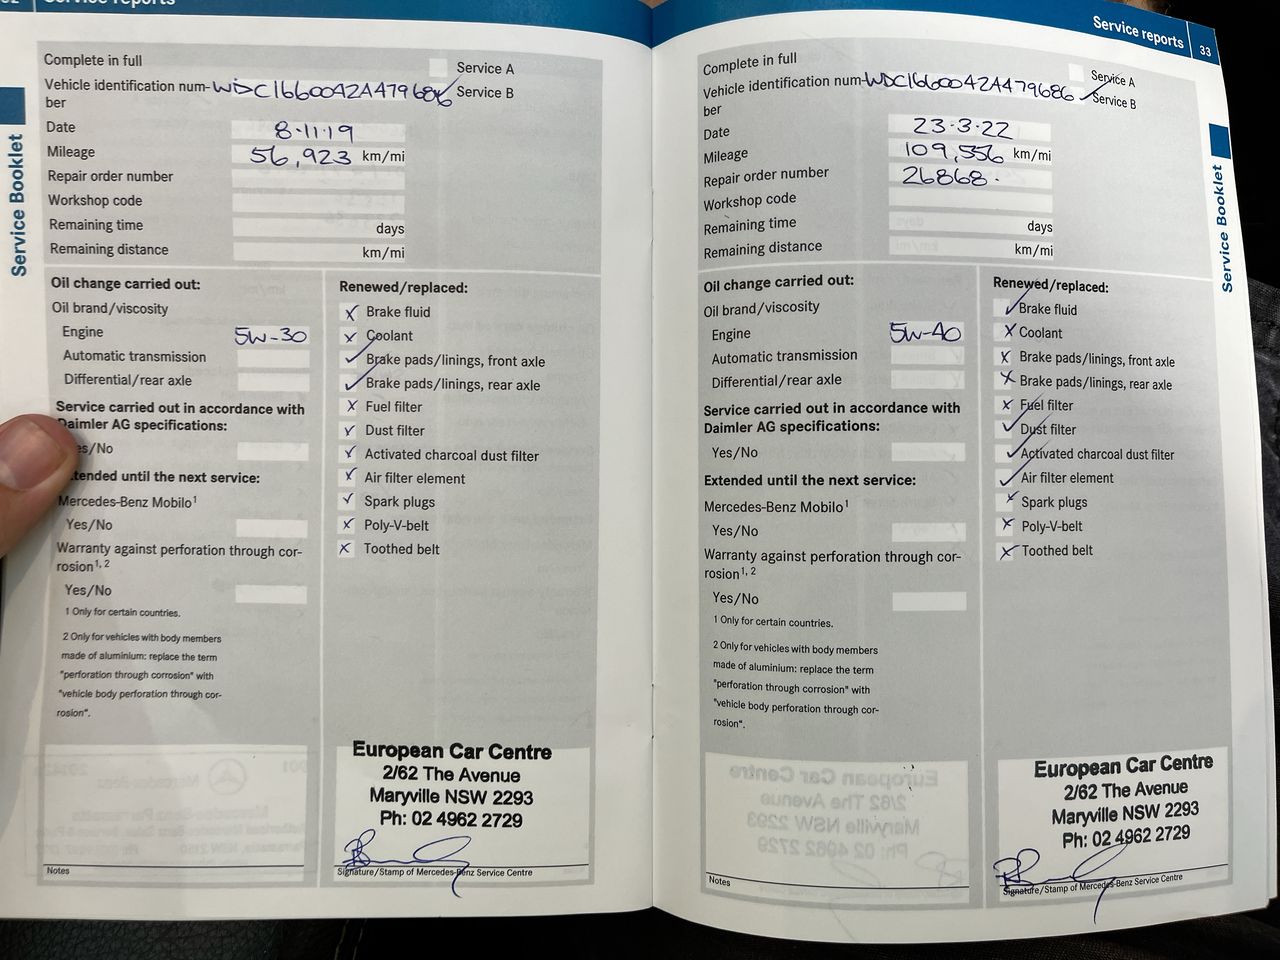 Service reports
Complete in full
Service A
Vehicle identification num-
ber
WDC1660042A479686
Service B
Date
8·11·19
Mileage
56,923 km/mi
Repair order number
Workshop code
Remaining time
days
Remaining distance
km/mi
Oil change carried out:
Oil brand/viscosity
Engine
5W-30
Automatic transmission
Differential/rear axle
Service carried out in accordance with
Daimler AG specifications:
Yes/No
Extended until the next service:
Mercedes-Benz Mobilo1
Yes/No
Warranty against perforation through cor-
rosion1, 2
Yes/No
1 Only for certain countries.
2 Only for vehicles with body members
made of aluminium: replace the term
"perforation through corrosion" with
"vehicle body perforation through cor-
rosion".
Renewed/replaced:
Brake fluid
Coolant
Brake pads/linings, front axle
Brake pads/linings, rear axle
Fuel filter
Dust filter
Activated charcoal dust filter
Air filter element
Spark plugs
Poly-V-belt
Toothed belt
European Car Centre
2/62 The Avenue
Maryville NSW 2293
Ph: 02 4962 2729
Notes
Signature/Stamp of Mercedes-Benz Service Centre
Service Booklet
Service reports 33
Complete in full
Service A
Vehicle identification num-
ber
WDC1660042A479686
Service B
Date
23·3·22
Mileage
109,556 km/mi
Repair order number
26868.
Workshop code
Remaining time
days
Remaining distance
km/mi
Oil change carried out:
Oil brand/viscosity
Engine
5W-40
Automatic transmission
Differential/rear axle
Service carried out in accordance with
Daimler AG specifications:
Yes/No
Extended until the next service:
Mercedes-Benz Mobilo1
Yes/No
Warranty against perforation through cor-
rosion1, 2
Yes/No
1 Only for certain countries.
2 Only for vehicles with body members
made of aluminium: replace the term
"perforation through corrosion" with
"vehicle body perforation through cor-
rosion".
Renewed/replaced:
Brake fluid
Coolant
Brake pads/linings, front axle
Brake pads/linings, rear axle
Fuel filter
Dust filter
Activated charcoal dust filter
Air filter element
Spark plugs
Poly-V-belt
Toothed belt
European Car Centre
2/62 The Avenue
Maryville NSW 2293
Ph: 02 4962 2729
Notes
Signature/Stamp of Mercedes-Benz Service Centre
Service Booklet